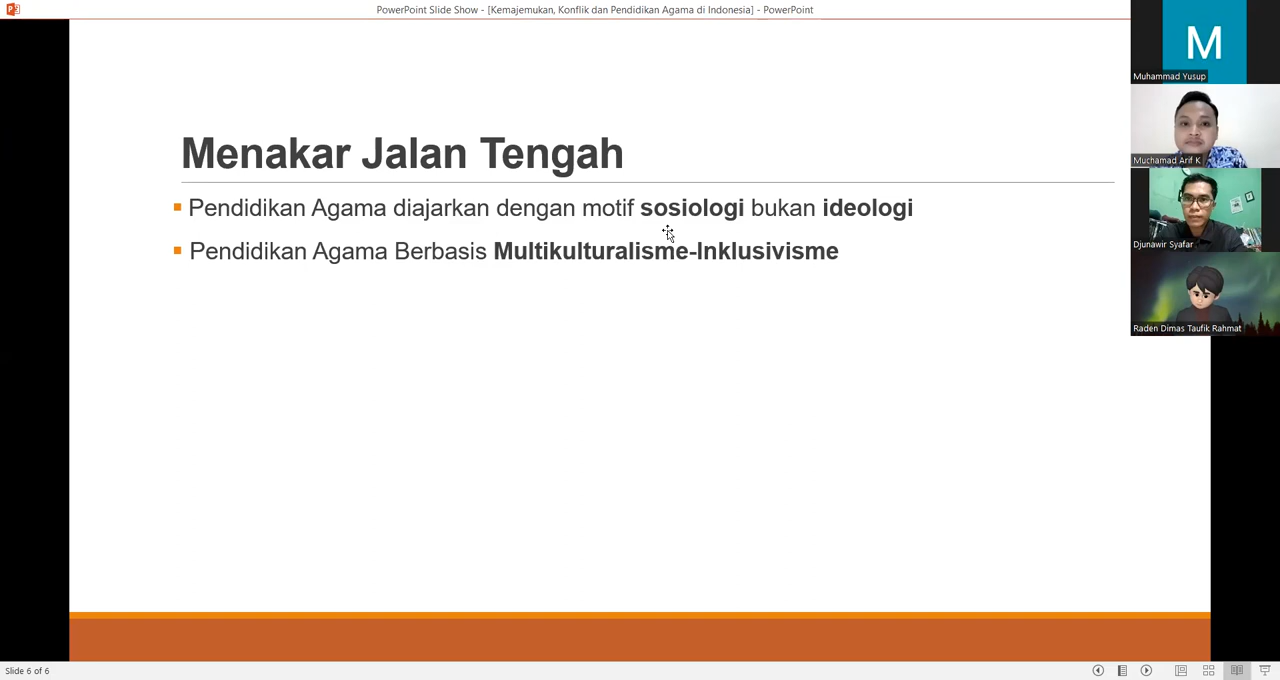 PowerPoint Slide Show - [Kemajemukan, Konflik dan Pendidikan Agama di Indonesia] - PowerPoint
M
Muhammad Yusup
Muchamad Arif K
Djunawir Syafar
Raden Dimas Taufik Rahmat
Menakar Jalan Tengah
Pendidikan Agama diajarkan dengan motif sosiologi bukan ideologi
Pendidikan Agama Berbasis Multikulturalisme-Inklusivisme
Slide 6 of 6